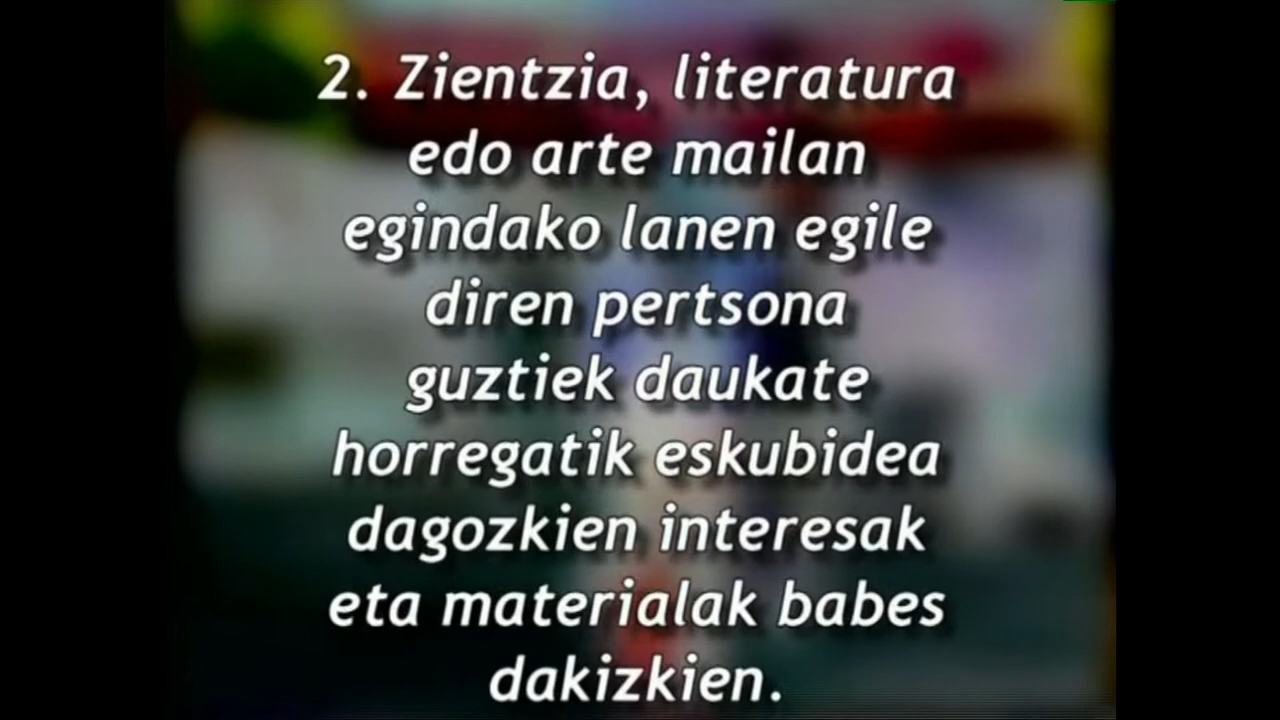 2. Zientzia, literatura
edo arte mailan
egindako lanen egile
diren pertsona
guztiek daukate
horregatik eskubidea
dagozkien interesak
eta materialak babes
dakizkien.